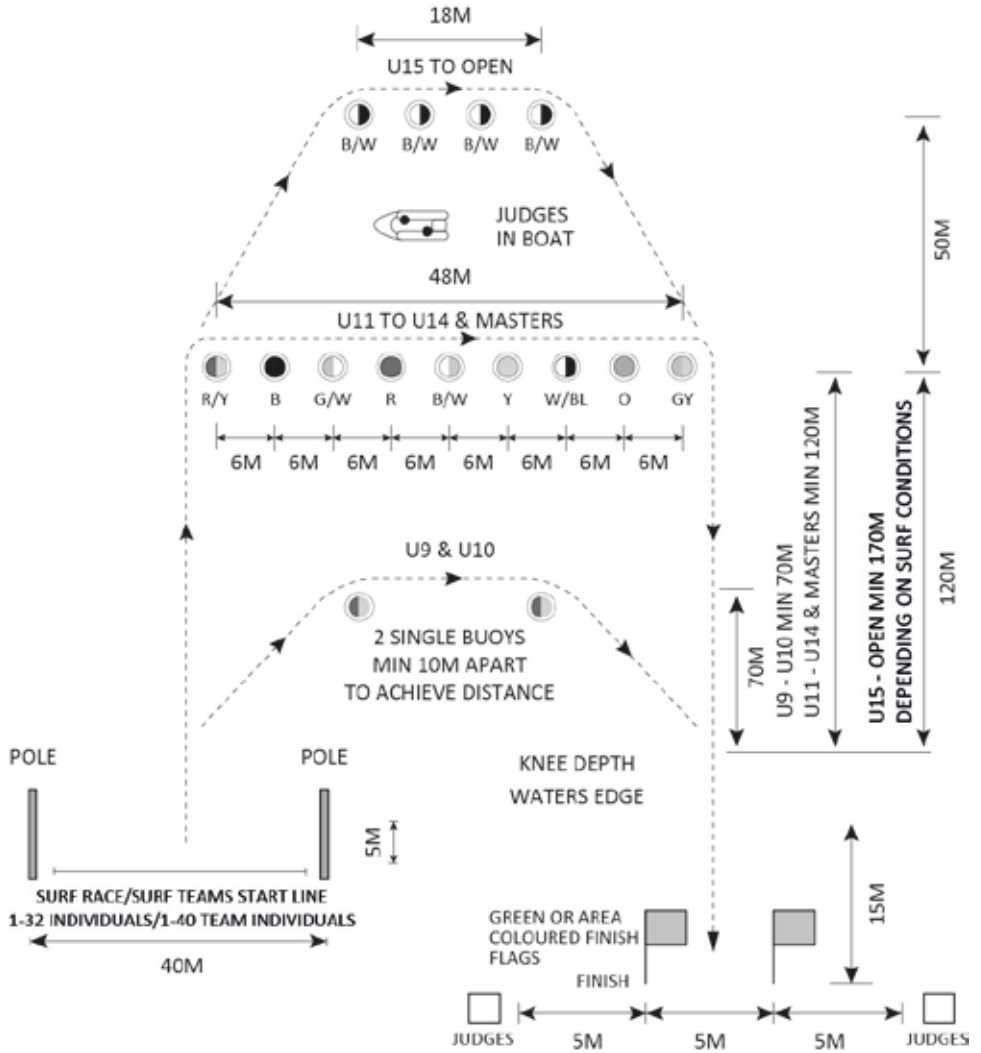 18M
U15 TO OPEN
B/W B/W B/W B/W
JUDGES
IN BOAT
50M
48M
U11 TO U14 & MASTERS
R/Y B G/W R B/W Y W/BL O GY
6M 6M 6M 6M 6M 6M 6M 6M
U9 & U10
2 SINGLE BUOYS
MIN 10M APART
TO ACHIEVE DISTANCE
70M
U9 - U10 MIN 70M
U11 - U14 & MASTERS MIN 120M
U15 - OPEN MIN 170M
DEPENDING ON SURF CONDITIONS
120M
POLE POLE
KNEE DEPTH
WATERS EDGE
5M
SURF RACE/SURF TEAMS START LINE
1-32 INDIVIDUALS/1-40 TEAM INDIVIDUALS
40M
15M
GREEN OR AREA
COLOURED FINISH
FLAGS
FINISH
JUDGES 5M 5M 5M JUDGES